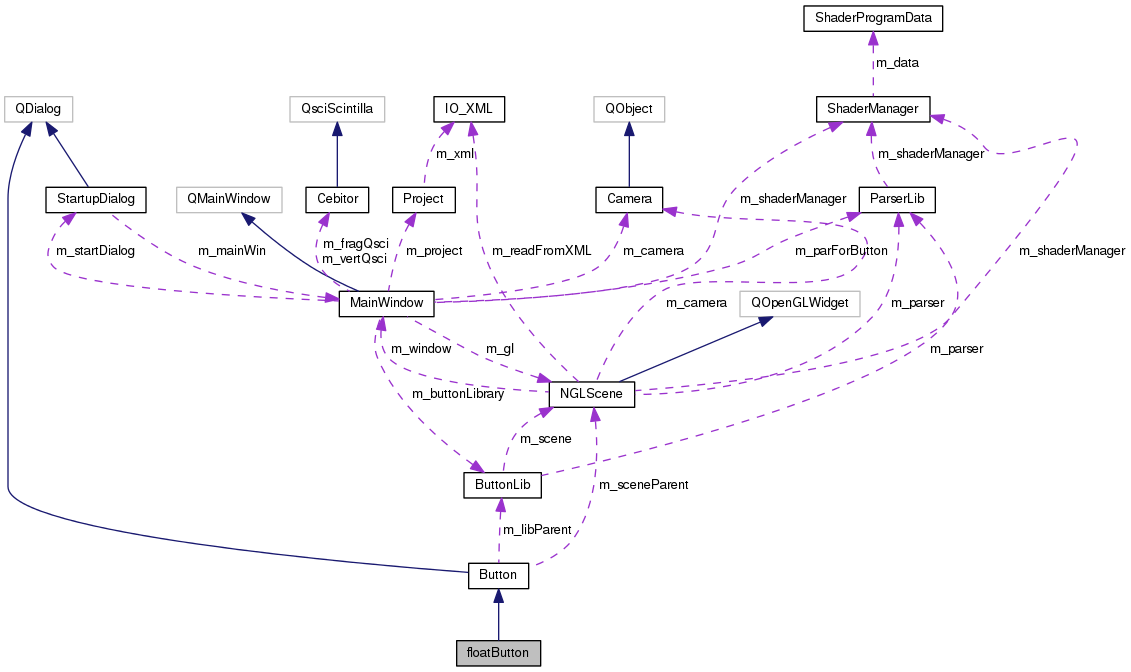 ShaderProgramData
m_data
QDialog
QsciScintilla
IO_XML
QObject
ShaderManager
m_xml
m_shaderManager
StartupDialog
QMainWindow
Cebitor
Project
Camera
m_shaderManager
ParserLib
m_startDialog
m_mainWin
m_fragQsci
m_vertQsci
m_project
m_readFromXML
m_camera
m_parForButton
m_shaderManager
MainWindow
m_camera
QOpenGLWidget
m_parser
m_window
m_gl
m_parser
m_buttonLibrary
NGLScene
m_scene
ButtonLib
m_sceneParent
m_libParent
Button
floatButton